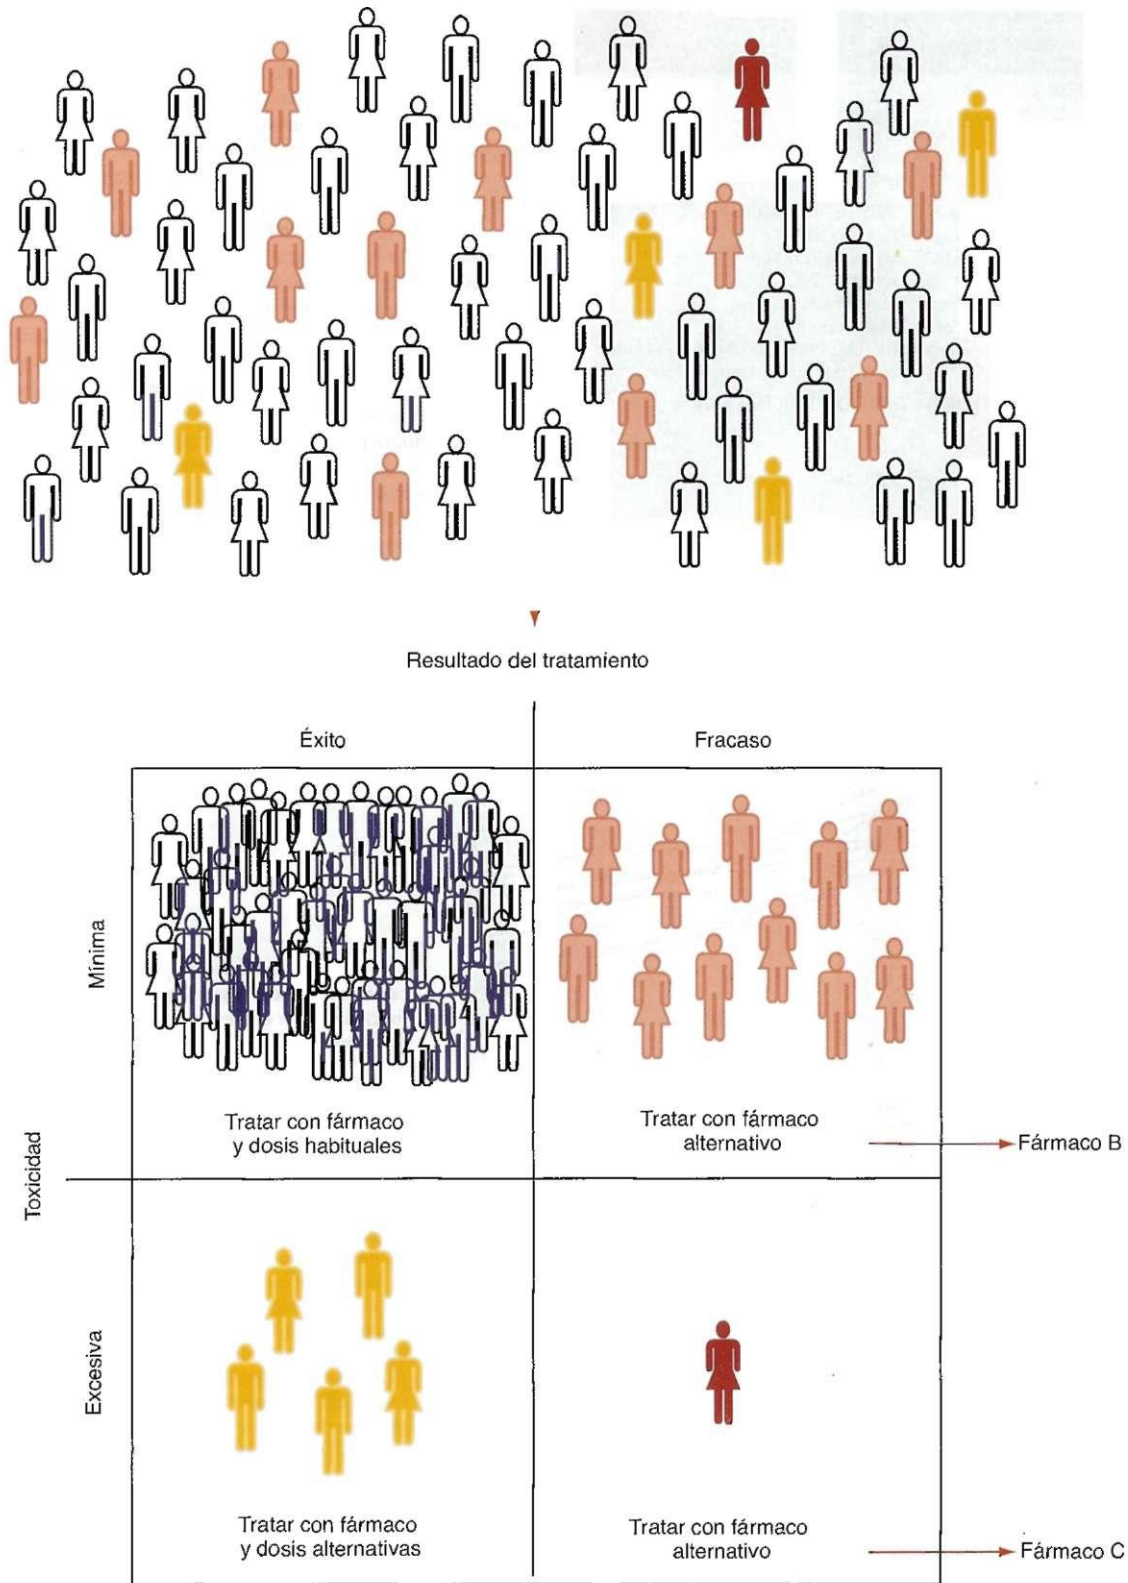 Resultado del tratamiento
Éxito
Fracaso
Toxicidad
Mínima
Tratar con fármaco
y dosis habituales
Tratar con fármaco
alternativo
Fármaco B
Excesiva
Tratar con fármaco
y dosis alternativas
Tratar con fármaco
alternativo
Fármaco C